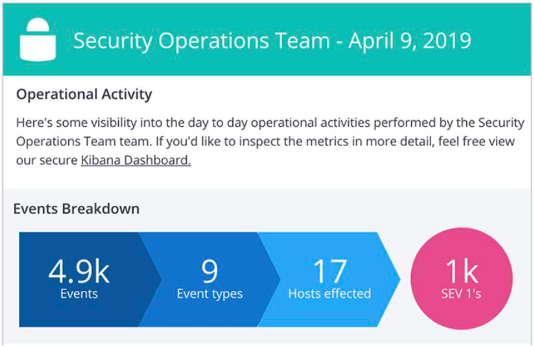 Security Operations Team - April 9, 2019
Operational Activity
Here's some visibility into the day to day operational activities performed by the Security
Operations Team team. If you'd like to inspect the metrics in more detail, feel free view
our secure Kibana Dashboard.
Events Breakdown
4.9k
Events
9
Event types
17
Hosts effected
1k
SEV 1's